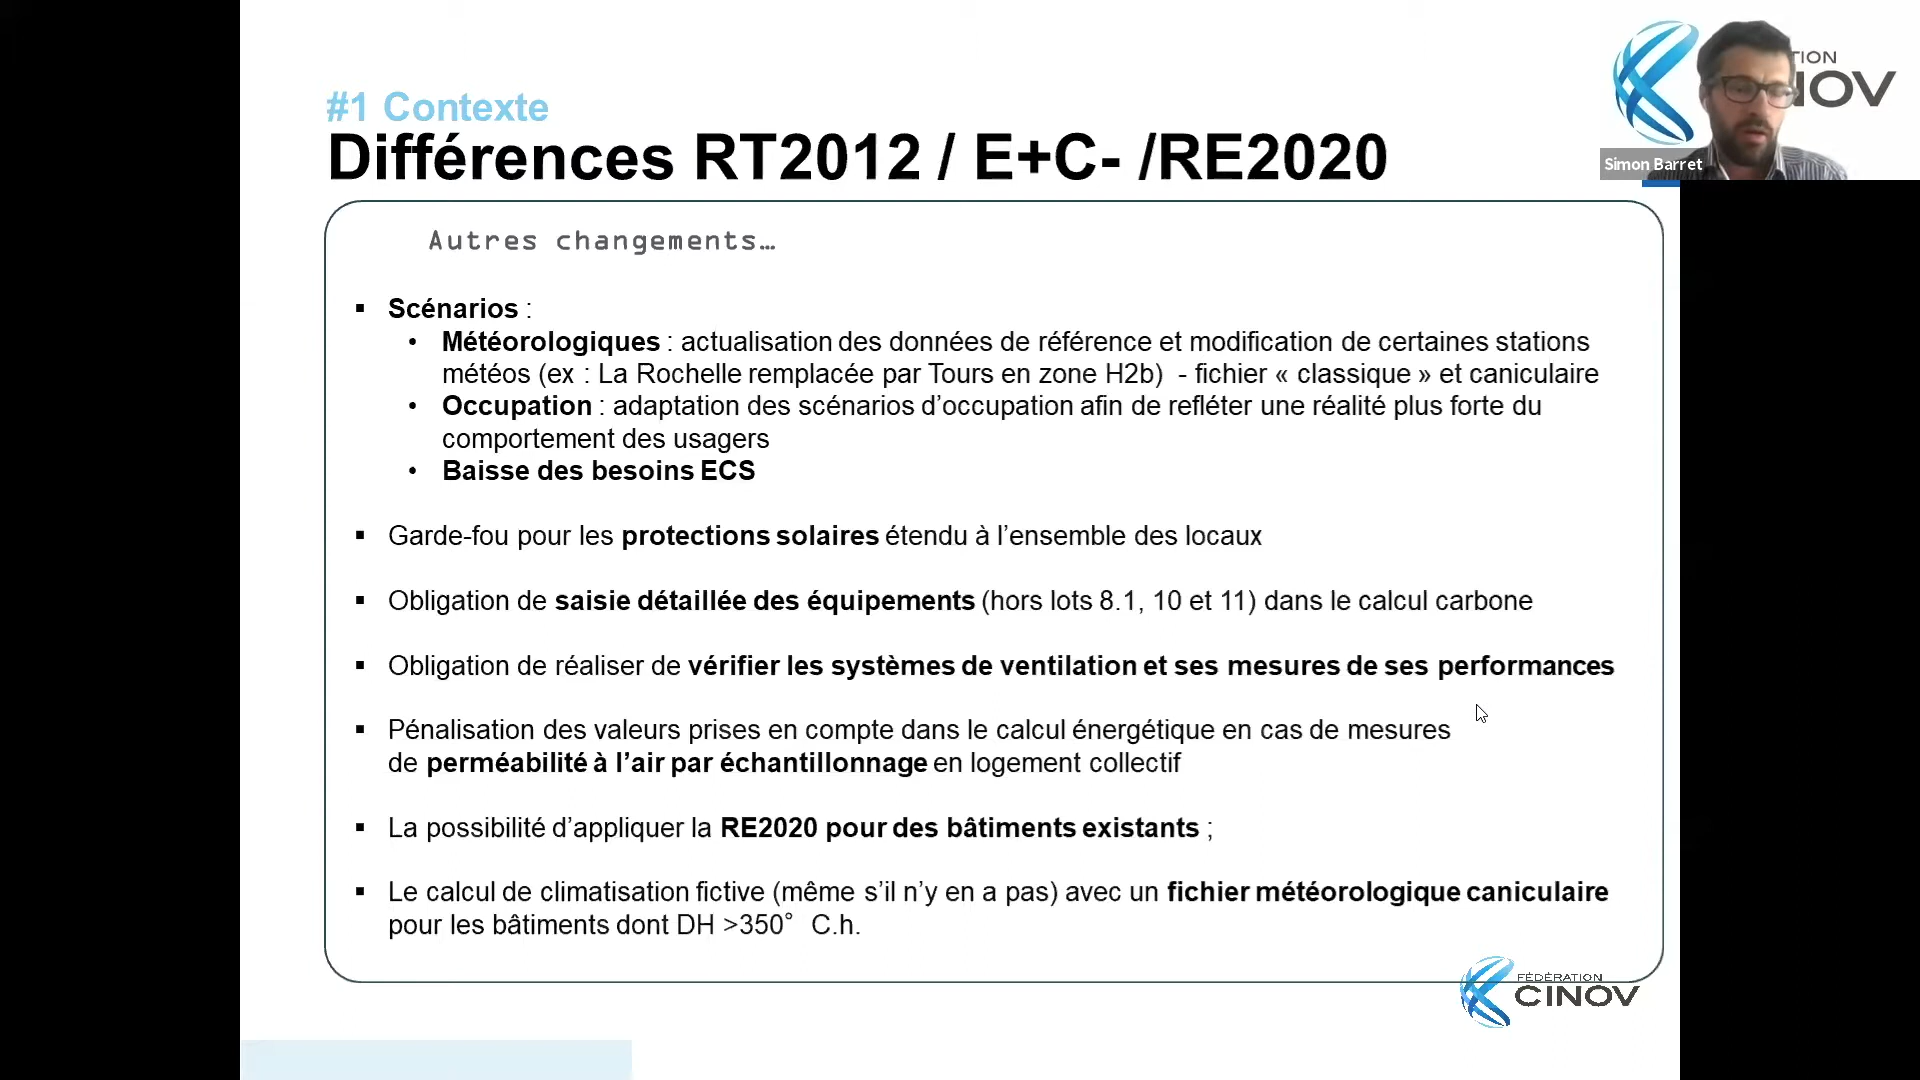 #1 Contexte
Différences RT2012 / E+C- /RE2020
TION
NOV
Simon Barret
Autres changements…
▪ Scénarios :
• Météorologiques : actualisation des données de référence et modification de certaines stations
météos (ex : La Rochelle remplacée par Tours en zone H2b)  - fichier « classique » et caniculaire
• Occupation : adaptation des scénarios d’occupation afin de refléter une réalité plus forte du
comportement des usagers
• Baisse des besoins ECS
▪ Garde-fou pour les protections solaires étendu à l’ensemble des locaux
▪ Obligation de saisie détaillée des équipements (hors lots 8.1, 10 et 11) dans le calcul carbone
▪ Obligation de réaliser de vérifier les systèmes de ventilation et ses mesures de ses performances
▪ Pénalisation des valeurs prises en compte dans le calcul énergétique en cas de mesures
de perméabilité à l’air par échantillonnage en logement collectif
▪ La possibilité d’appliquer la RE2020 pour des bâtiments existants ;
▪ Le calcul de climatisation fictive (même s’il n’y en a pas) avec un fichier météorologique caniculaire
pour les bâtiments dont DH >350° C.h.
FÉDÉRATION
CINOV